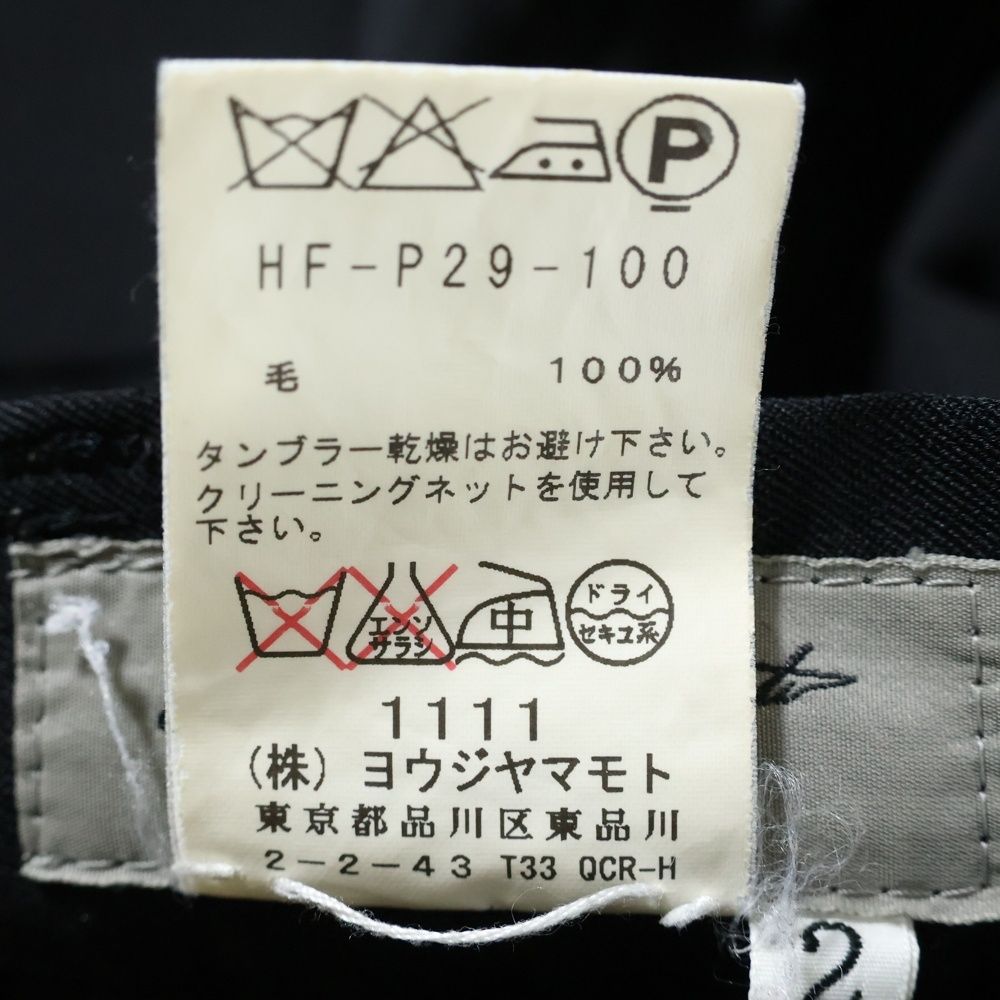 P
HF-P29-100
毛 100%
タンブラー乾燥はお避け下さい。
クリーニングネットを使用して
下さい。
エンソ
サラシ
中
ドライ
セキユ系
1111
(株)ヨウジヤマモト
東京都品川区東品川
2-2-43 T33 QCR-H
2